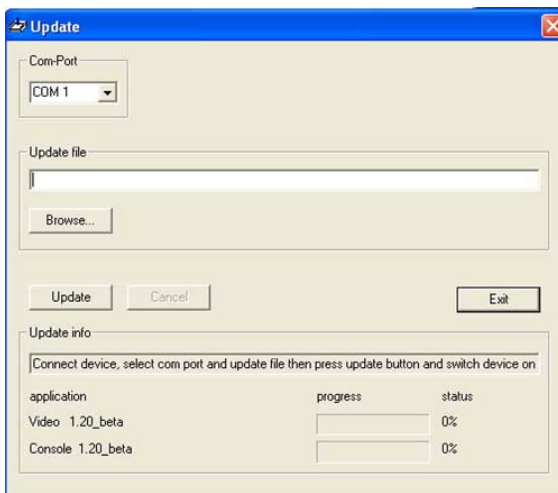 Update
Com-Port
COM 1
Update file
Browse...
Update Cancel Exit
Update info
Connect device, select com port and update file then press update button and switch device on
application progress status
Video 1.20_beta 0%
Console 1.20_beta 0%